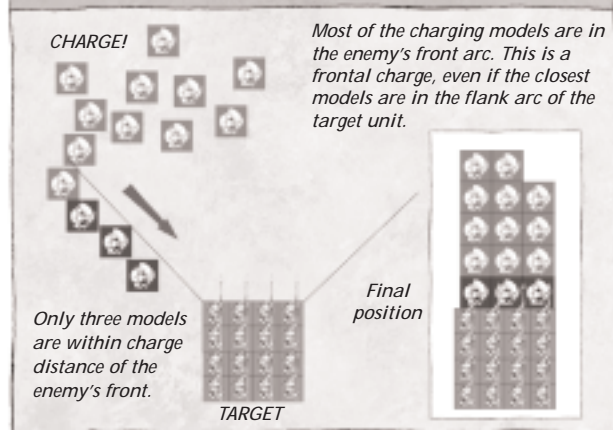 CHARGE!
Most of the charging models are in
the enemy's front arc. This is a
frontal charge, even if the closest
models are in the flank arc of the
target unit.
Only three models
are within charge
distance of the
enemy's front.
TARGET
Final
position